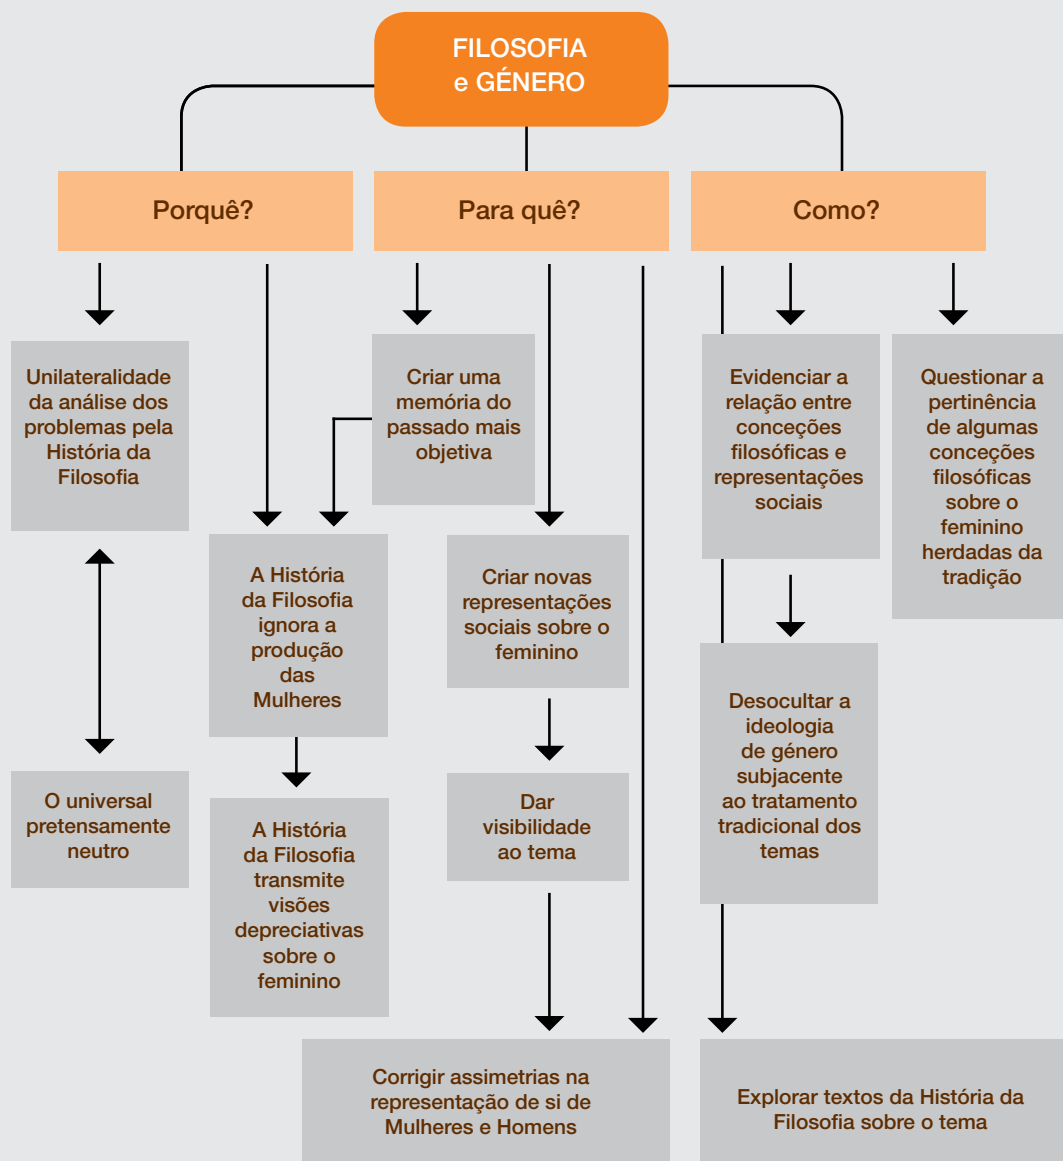 FILOSOFIA
e GÉNERO
Porquê?
Para quê?
Como?
Unilateralidade
da análise dos
problemas pela
História da
Filosofia
O universal
pretensamente
neutro
A História
da Filosofia
ignora a
produção
das
Mulheres
A História
da Filosofia
transmite
visões
depreciativas
sobre o
feminino
Criar uma
memória do
passado mais
objetiva
Criar novas
representações
sociais sobre o
feminino
Dar
visibilidade
ao tema
Corrigir assimetrias na
representação de si de
Mulheres e Homens
Evidenciar a
relação entre
conceções
filosóficas e
representações
sociais
Desocultar a
ideologia
de género
subjacente
ao tratamento
tradicional dos
temas
Questionar a
pertinência
de algumas
conceções
filosóficas
sobre o
feminino
herdadas da
tradição
Explorar textos da História da
Filosofia sobre o tema